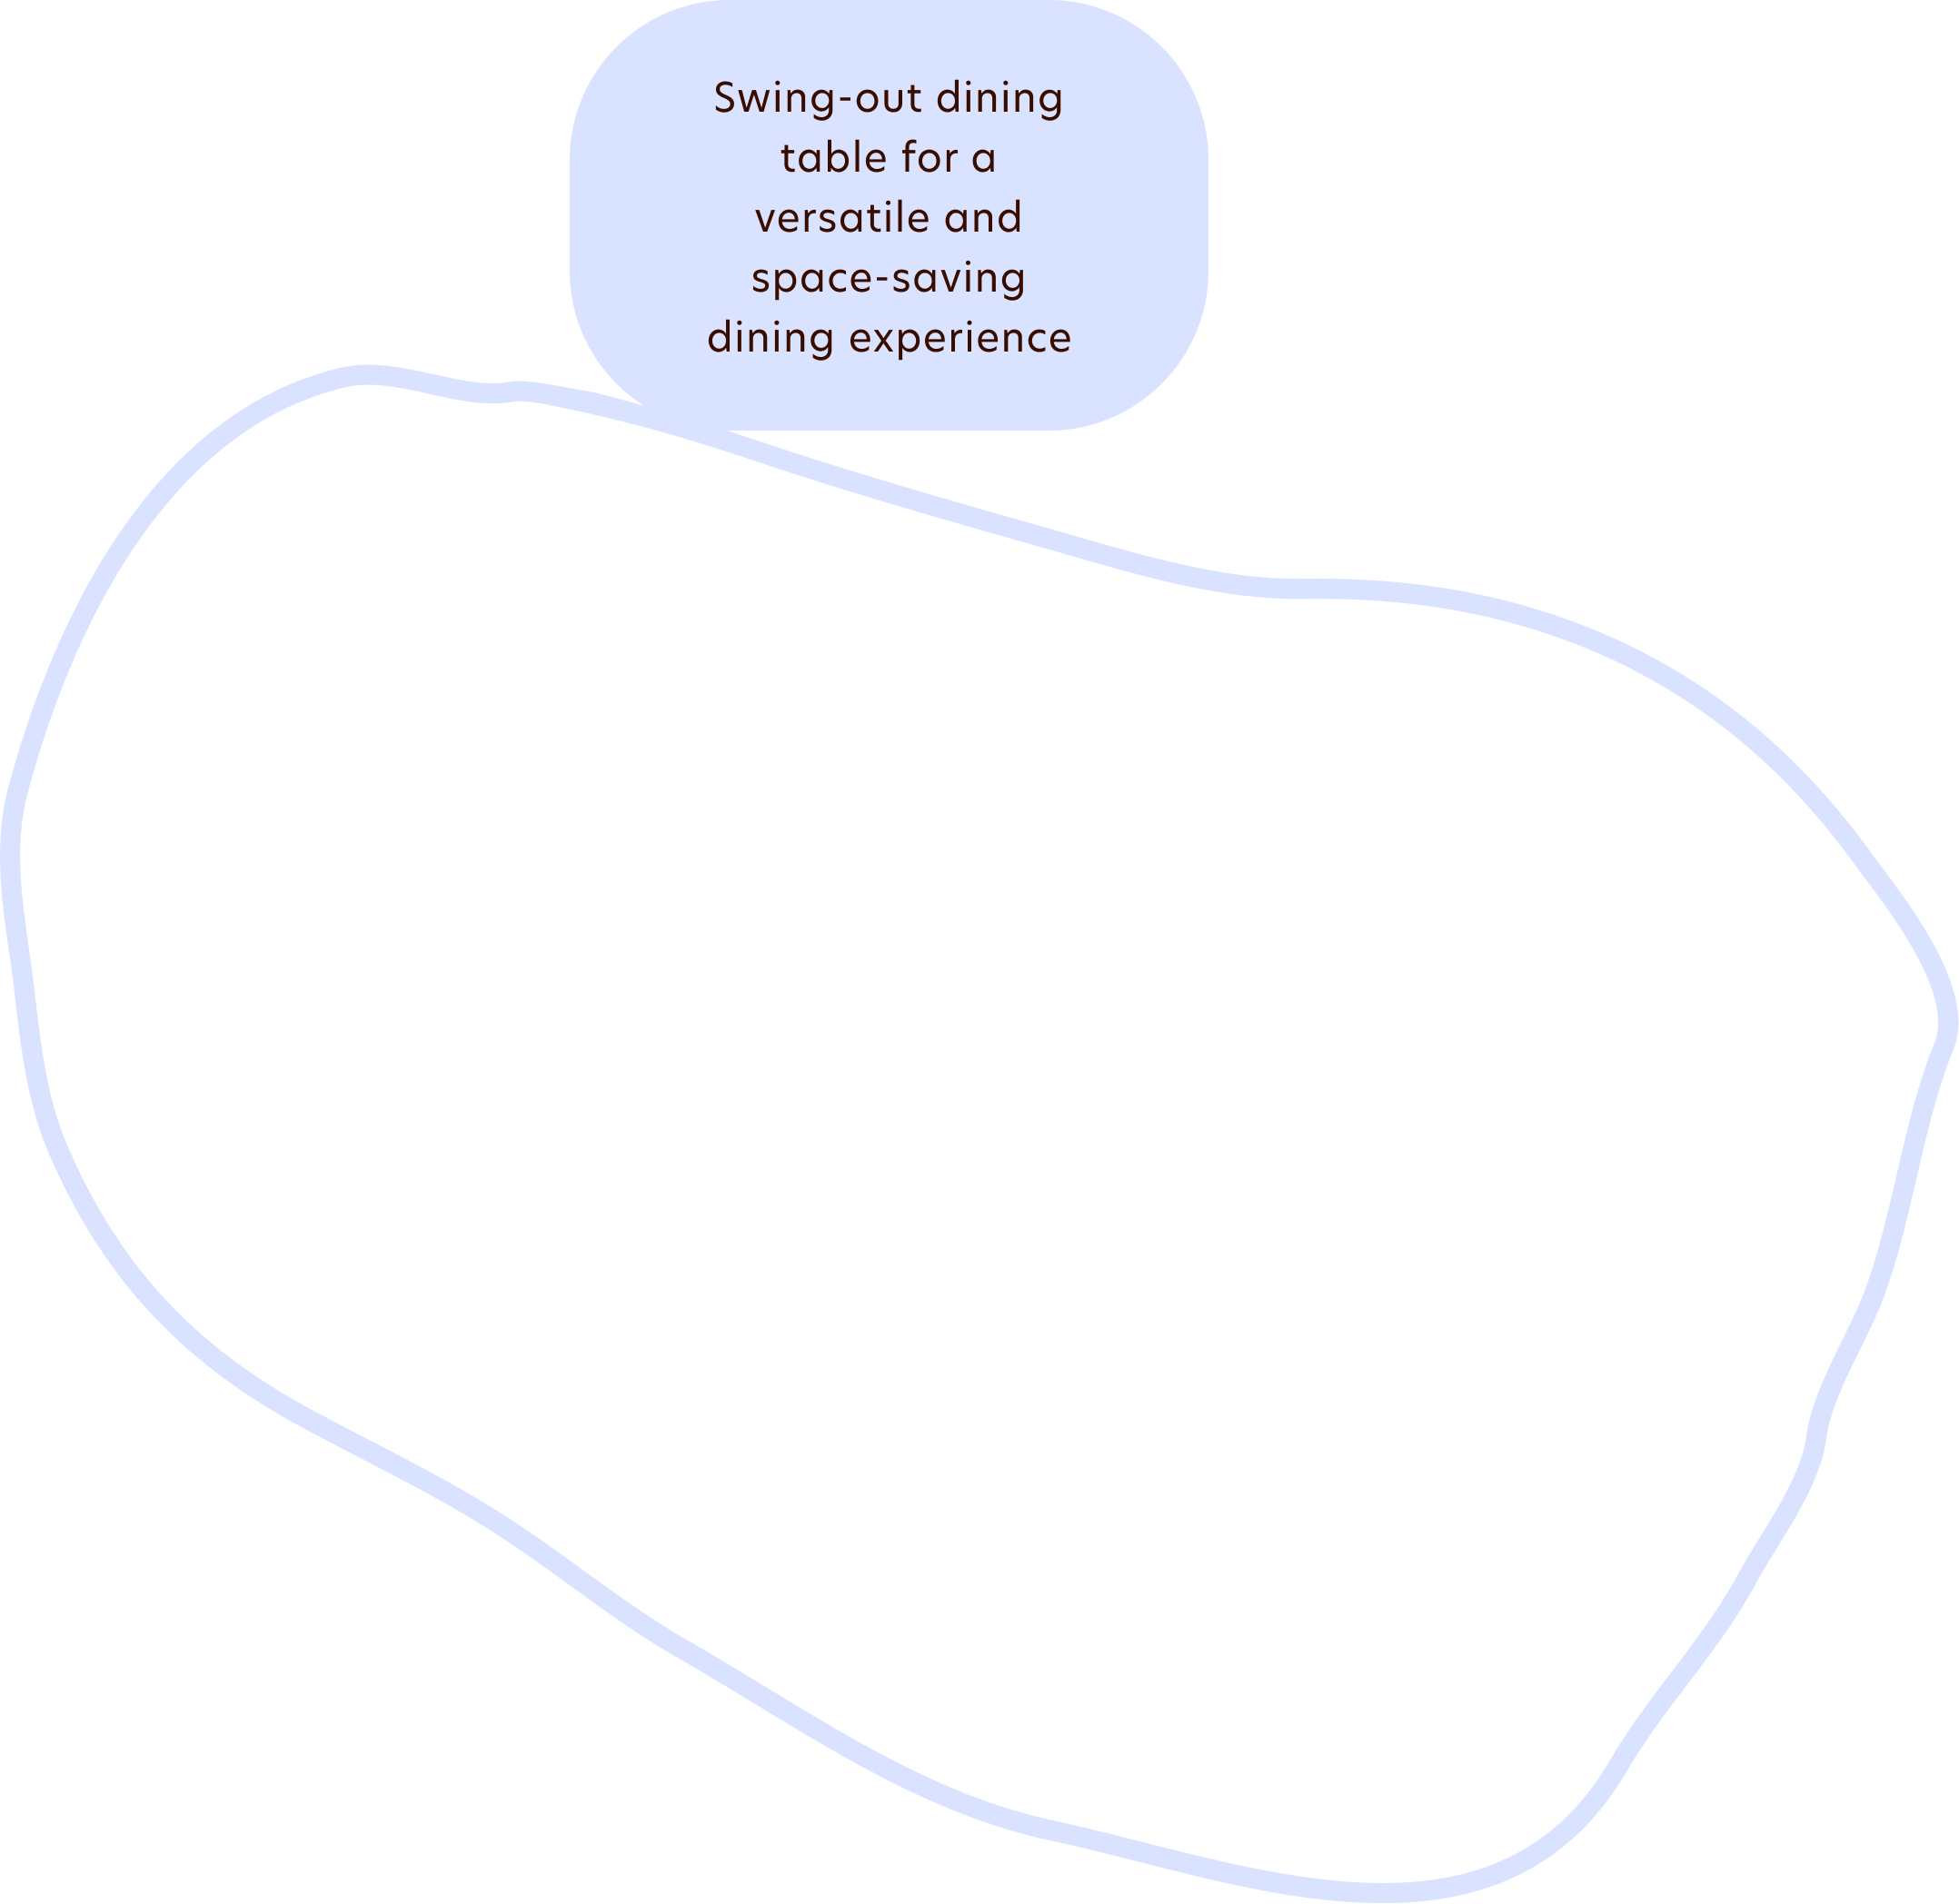 Swing-out dining
table for a
versatile and
space-saving
dining experience